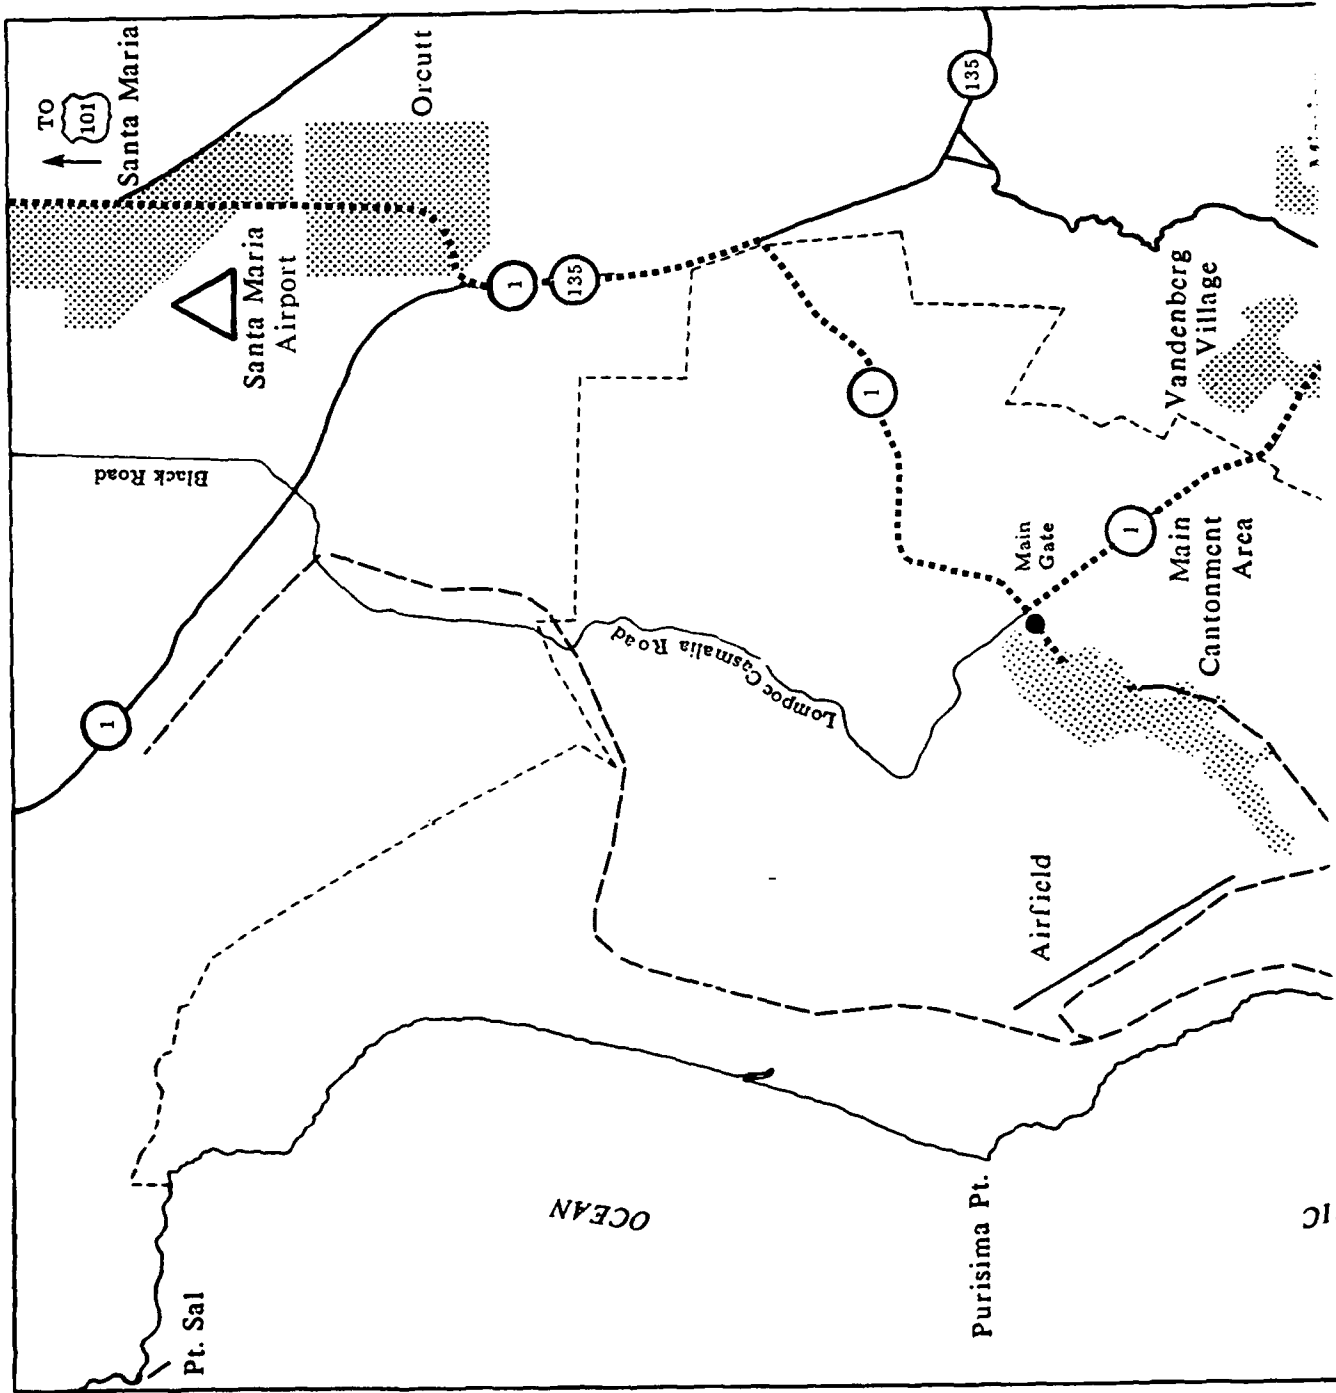 TO
101
Santa Maria
Orcutt
135
Santa Maria
Airport
1
135
Black Road
1
1
Vandenberg
Village
Main
Gate
1
Main
Cantonment
Area
Lompoc Casmalia Road
Airfield
OCEAN
Purisima Pt.
Pt. Sal
IC